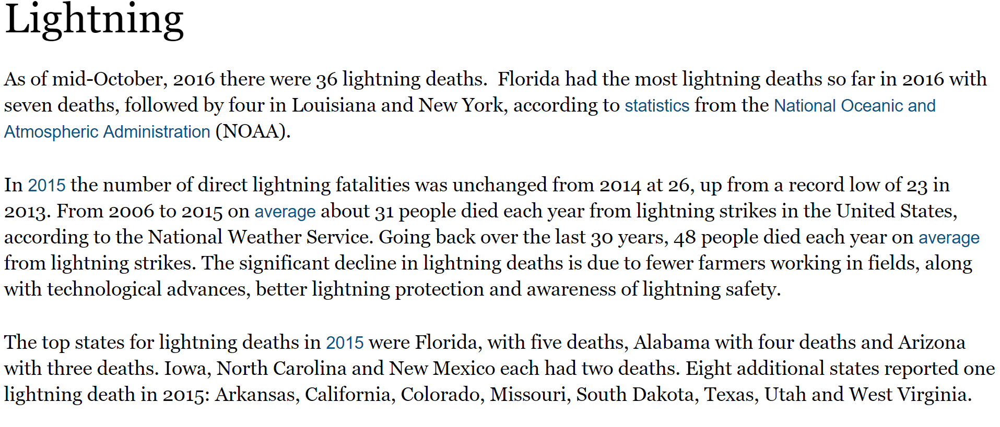 Lightning
As of mid-October, 2016 there were 36 lightning deaths.  Florida had the most lightning deaths so far in 2016 with
seven deaths, followed by four in Louisiana and New York, according to statistics from the National Oceanic and
Atmospheric Administration (NOAA).
In 2015 the number of direct lightning fatalities was unchanged from 2014 at 26, up from a record low of 23 in
2013. From 2006 to 2015 on average about 31 people died each year from lightning strikes in the United States,
according to the National Weather Service. Going back over the last 30 years, 48 people died each year on average
from lightning strikes. The significant decline in lightning deaths is due to fewer farmers working in fields, along
with technological advances, better lightning protection and awareness of lightning safety.
The top states for lightning deaths in 2015 were Florida, with five deaths, Alabama with four deaths and Arizona
with three deaths. Iowa, North Carolina and New Mexico each had two deaths. Eight additional states reported one
lightning death in 2015: Arkansas, California, Colorado, Missouri, South Dakota, Texas, Utah and West Virginia.